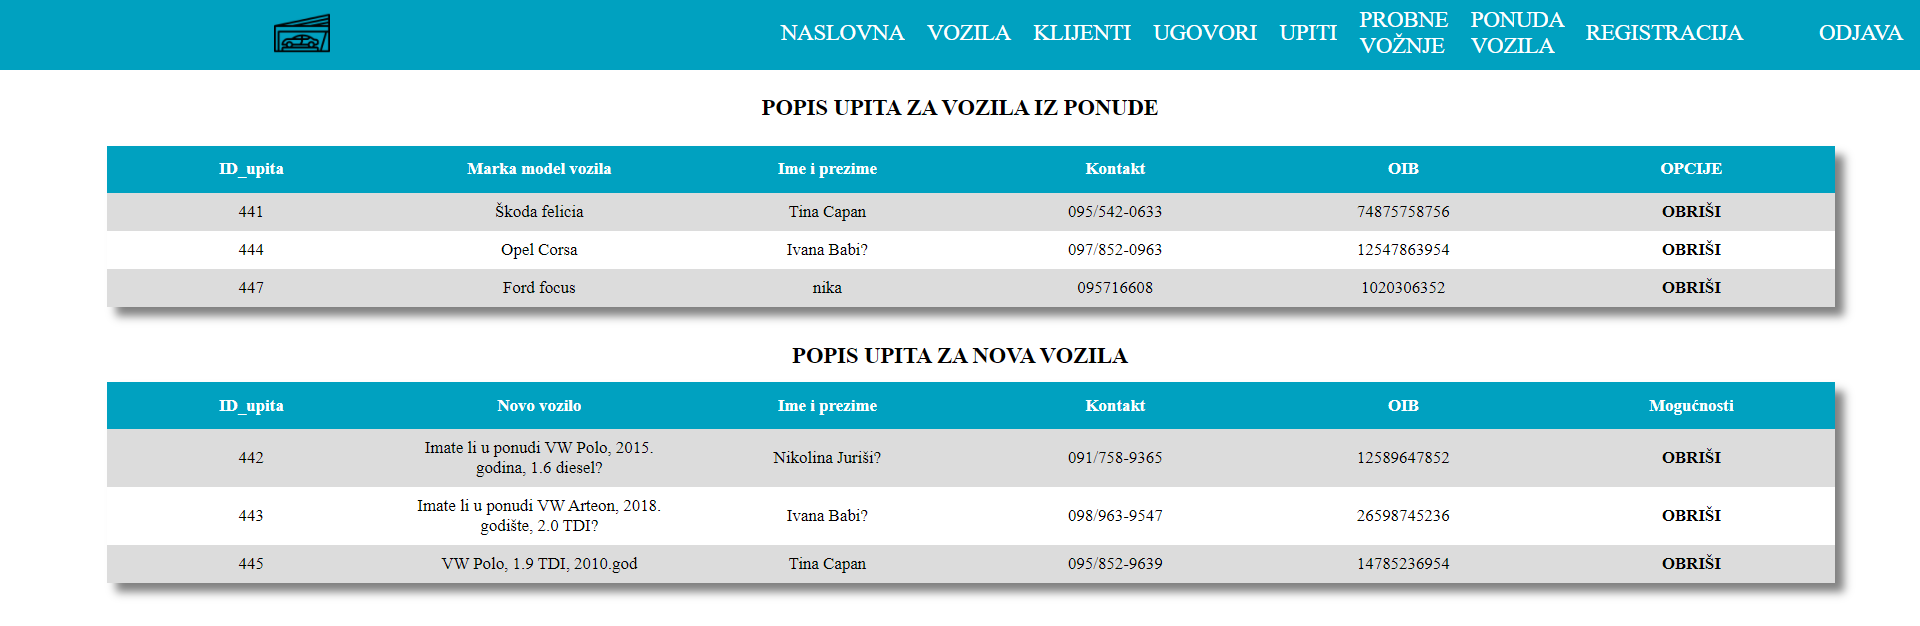 NASLOVNA VOZILA KLIJENTI UGOVORI UPITI PROBNE VOŽNJE PONUDA VOZILA REGISTRACIJA ODJAVA
POPIS UPITA ZA VOZILA IZ PONUDE
ID_upita Marka model vozila Ime i prezime Kontakt OIB OPCIJE
441 Škoda felicia Tina Capan 095/542-0633 74875758756 OBRIŠI
444 Opel Corsa Ivana Babi? 097/852-0963 12547863954 OBRIŠI
447 Ford focus nika 095716608 1020306352 OBRIŠI
POPIS UPITA ZA NOVA VOZILA
ID_upita Novo vozilo Ime i prezime Kontakt OIB Mogućnosti
442 Imate li u ponudi VW Polo, 2015. godina, 1.6 diesel? Nikolina Juriši? 091/758-9365 12589647852 OBRIŠI
443 Imate li u ponudi VW Arteon, 2018. godište, 2.0 TDI? Ivana Babi? 098/963-9547 26598745236 OBRIŠI
445 VW Polo, 1.9 TDI, 2010.god Tina Capan 095/852-9639 14785236954 OBRIŠI